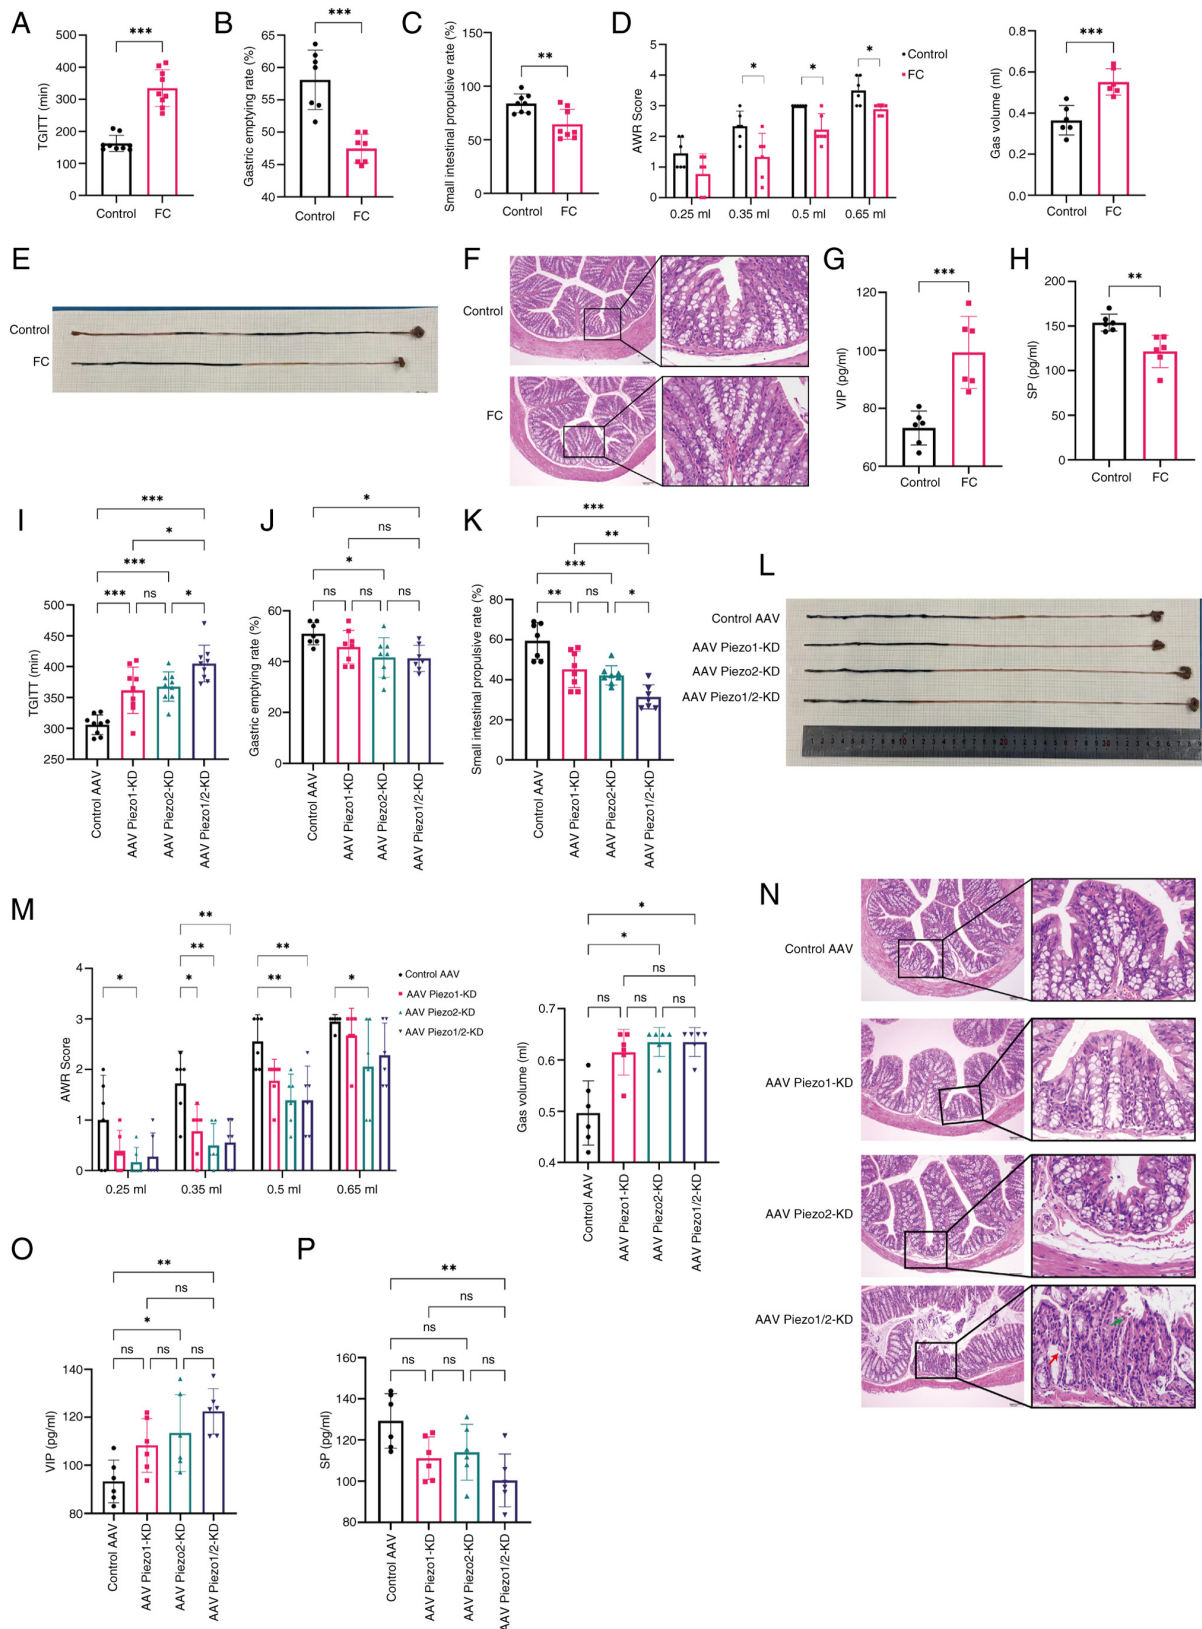 A
TGITT (min)
500
400
300
200
100
0
***
Control
FC
B
Gastric emptying rate (%)
65
60
55
50
45
40
***
Control
FC
C
Small intestinal propulsive rate (%)
150
100
50
0
**
Control
FC
D
AWR Score
5
4
3
2
1
0
*
*
*
Control
FC
0.25 ml
0.35 ml
0.5 ml
0.65 ml
Gas volume (ml)
0.8
0.6
0.4
0.2
0.0
***
Control
FC
E
Control
FC
F
Control
FC
G
VIP (pg/ml)
120
100
80
60
***
Control
FC
H
SP (pg/ml)
200
150
100
50
0
**
Control
FC
I
***
*
***
***
ns
*
TGITT (min)
500
450
400
350
300
250
Control AAV
AAV Piezo1-KD
AAV Piezo2-KD
AAV Piezo1/2-KD
J
*
ns
*
ns
ns
ns
Gastric emptying rate (%)
60
40
20
0
Control AAV
AAV Piezo1-KD
AAV Piezo2-KD
AAV Piezo1/2-KD
K
***
**
***
**
ns
*
Small intestinal propulsive rate (%)
80
60
40
20
0
Control AAV
AAV Piezo1-KD
AAV Piezo2-KD
AAV Piezo1/2-KD
L
Control AAV
AAV Piezo1-KD
AAV Piezo2-KD
AAV Piezo1/2-KD
M
AWR Score
4
3
2
1
0
*
**
**
*
**
**
*
Control AAV
AAV Piezo1-KD
AAV Piezo2-KD
AAV Piezo1/2-KD
0.25 ml
0.35 ml
0.5 ml
0.65 ml
*
*
ns
ns
ns
ns
Gas volume (ml)
0.7
0.6
0.5
0.4
Control AAV
AAV Piezo1-KD
AAV Piezo2-KD
AAV Piezo1/2-KD
N
Control AAV
AAV Piezo1-KD
AAV Piezo2-KD
AAV Piezo1/2-KD
O
**
ns
*
ns
ns
ns
VIP (pg/ml)
140
120
100
80
Control AAV
AAV Piezo1-KD
AAV Piezo2-KD
AAV Piezo1/2-KD
P
**
ns
ns
ns
ns
ns
SP (pg/ml)
160
140
120
100
80
Control AAV
AAV Piezo1-KD
AAV Piezo2-KD
AAV Piezo1/2-KD